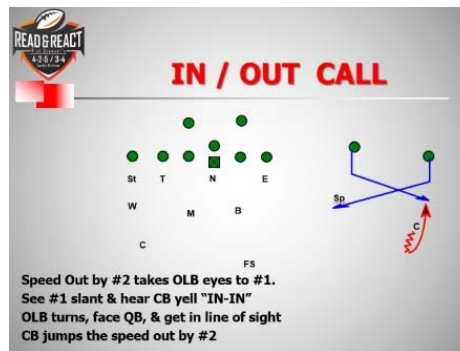 READ & REACT
4-2-5 / 3-4
IN / OUT CALL
St T N E
W M B
Sp
C
C
FS
Speed Out by #2 takes OLB eyes to #1.
See #1 slant & hear CB yell “IN-IN”
OLB turns, face QB, & get in line of sight
CB jumps the speed out by #2